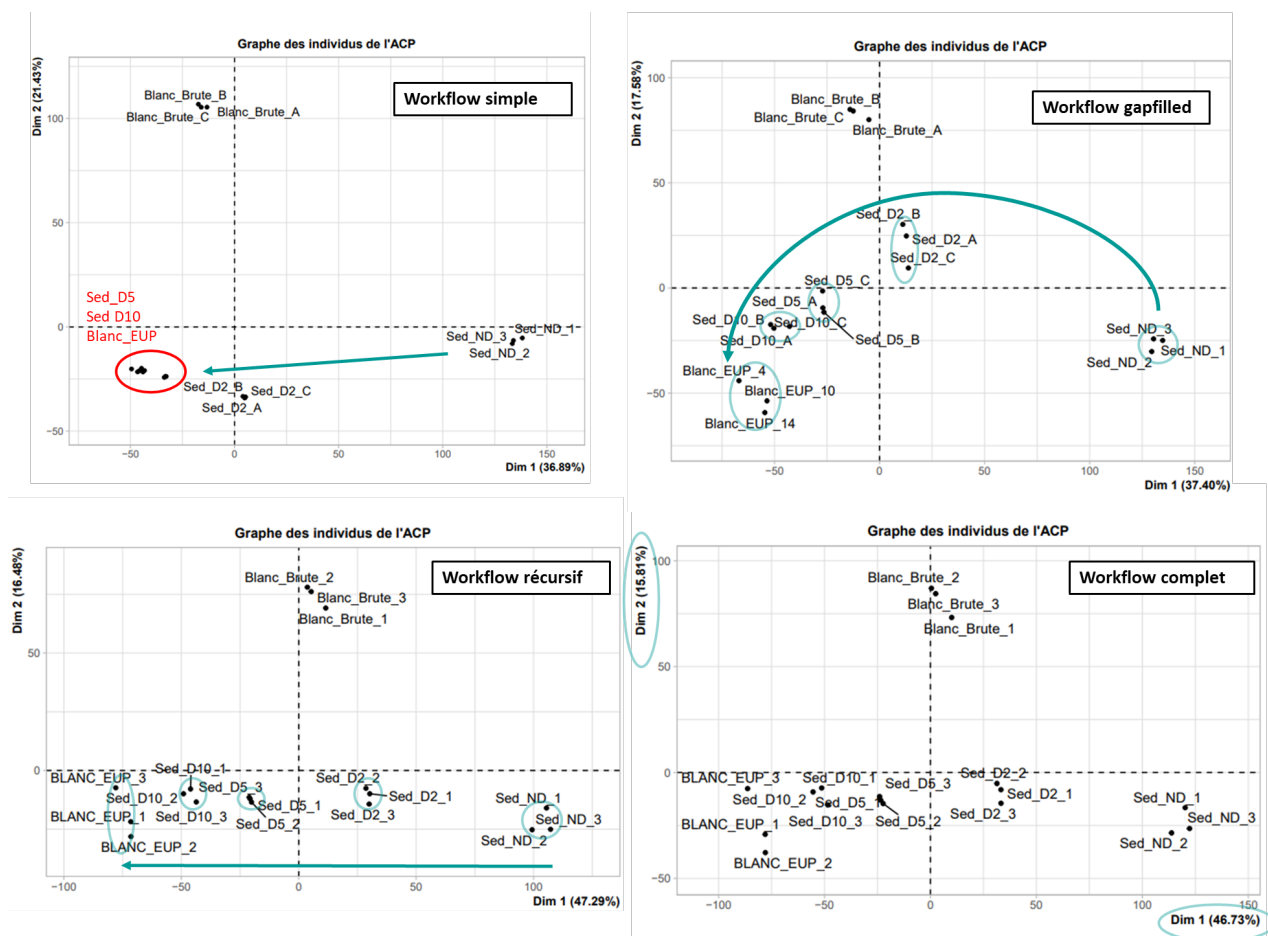 Graphe des individus de l'ACP
Workflow simple
Dim 2 (21.43%)
Blanc_Brute_B
Blanc_Brute_C
Blanc_Brute_A
100
50
0
−50
Sed_D5
Sed D10
Blanc_EUP
Sed_ND_3
Sed_ND_1
Sed_ND_2
Sed_D2_B
Sed_D2_C
Sed_D2_A
−50
0
50
100
150
Dim 1 (36.89%)
Graphe des individus de l'ACP
Workflow gapfilled
Dim 2 (17.58%)
100
50
0
−50
Blanc_Brute_B
Blanc_Brute_C
Blanc_Brute_A
Sed_D2_B
Sed_D2_A
Sed_D2_C
Sed_D5_C
Sed_D5_A
Sed_D10_B
Sed_D10_C
Sed_D10_A
Sed_D5_B
Sed_ND_3
Sed_ND_1
Sed_ND_2
Blanc_EUP_4
Blanc_EUP_10
Blanc_EUP_14
−50
0
50
100
150
Dim 1 (37.40%)
Graphe des individus de l'ACP
Workflow récursif
Dim 2 (16.48%)
Blanc_Brute_2
Blanc_Brute_3
Blanc_Brute_1
50
0
Sed_D10_1
BLANC_EUP_3
Sed_D5_3
Sed_D10_2
Sed_D5_1
BLANC_EUP_1
Sed_D10_3
Sed_D5_2
BLANC_EUP_2
Sed_D2_2
Sed_D2_1
Sed_D2_3
Sed_ND_1
Sed_ND_3
Sed_ND_2
−100
−50
0
50
100
Dim 1 (47.29%)
Graphe des individus de l'ACP
Workflow complet
Dim 2 (15.81%)
100
50
0
−50
Blanc_Brute_2
Blanc_Brute_3
Blanc_Brute_1
BLANC_EUP_3
Sed_D10_1
Sed_D5_3
Sed_D10_2
Sed_D5_1
BLANC_EUP_1
Sed_D10_3
Sed_D5_2
BLANC_EUP_2
Sed_D2_2
Sed_D2_1
Sed_D2_3
Sed_ND_1
Sed_ND_3
Sed_ND_2
−100
−50
0
50
100
150
Dim 1 (46.73%)